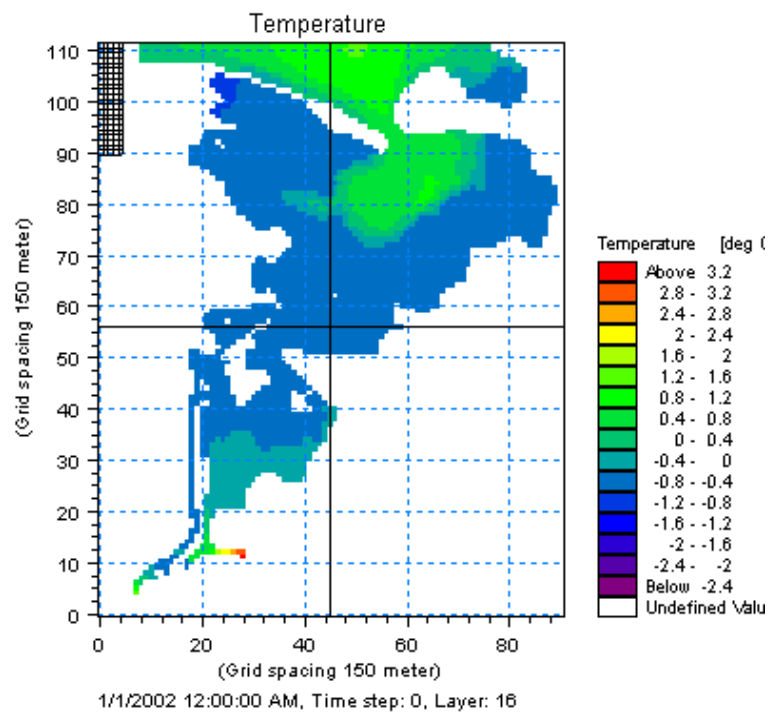 Temperature
110
100
90
80
70
60
50
40
30
20
10
0
(Grid spacing 150 meter)
0 20 40 60 80
(Grid spacing 150 meter)
1/1/2002 12:00:00 AM, Time step: 0, Layer: 16
Temperature [deg C
Above 3.2
2.8 - 3.2
2.4 - 2.8
2 - 2.4
1.6 - 2
1.2 - 1.6
0.8 - 1.2
0.4 - 0.8
0 - 0.4
-0.4 - 0
-0.8 - -0.4
-1.2 - -0.8
-1.6 - -1.2
-2 - -1.6
-2.4 - -2
Below -2.4
Undefined Valu